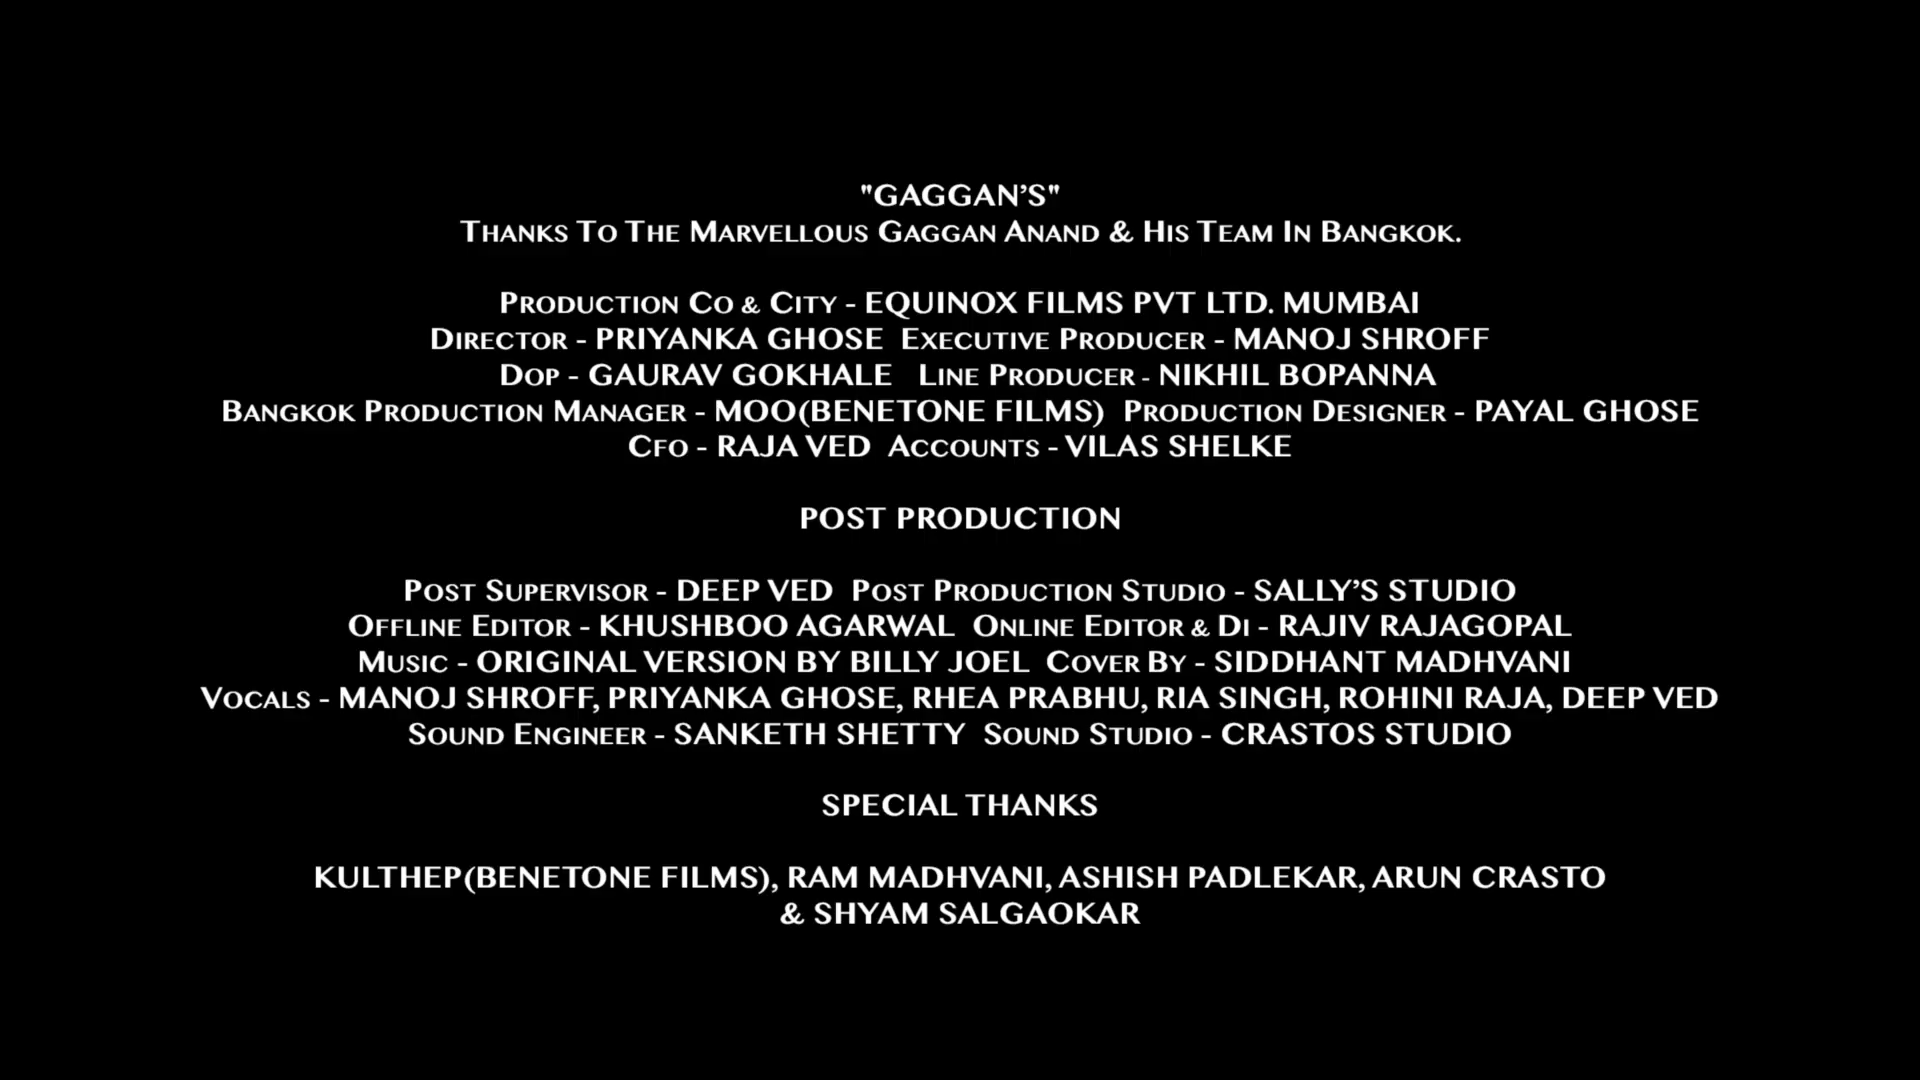 "GAGGAN’S"
Thanks To The Marvellous Gaggan Anand & His Team In Bangkok.
Production Co & City - EQUINOX FILMS PVT LTD. MUMBAI
Director - PRIYANKA GHOSE Executive Producer - MANOJ SHROFF
Dop - GAURAV GOKHALE Line Producer - NIKHIL BOPANNA
Bangkok Production Manager - MOO(BENETONE FILMS) Production Designer - PAYAL GHOSE
Cfo - RAJA VED Accounts - VILAS SHELKE
POST PRODUCTION
Post Supervisor - DEEP VED Post Production Studio - SALLY’S STUDIO
Offline Editor - KHUSHBOO AGARWAL Online Editor & Di - RAJIV RAJAGOPAL
Music - ORIGINAL VERSION BY BILLY JOEL Cover By - SIDDHANT MADHVANI
Vocals - MANOJ SHROFF, PRIYANKA GHOSE, RHEA PRABHU, RIA SINGH, ROHINI RAJA, DEEP VED
Sound Engineer - SANKETH SHETTY Sound Studio - CRASTOS STUDIO
SPECIAL THANKS
KULTHEP(BENETONE FILMS), RAM MADHVANI, ASHISH PADLEKAR, ARUN CRASTO
& SHYAM SALGAOKAR